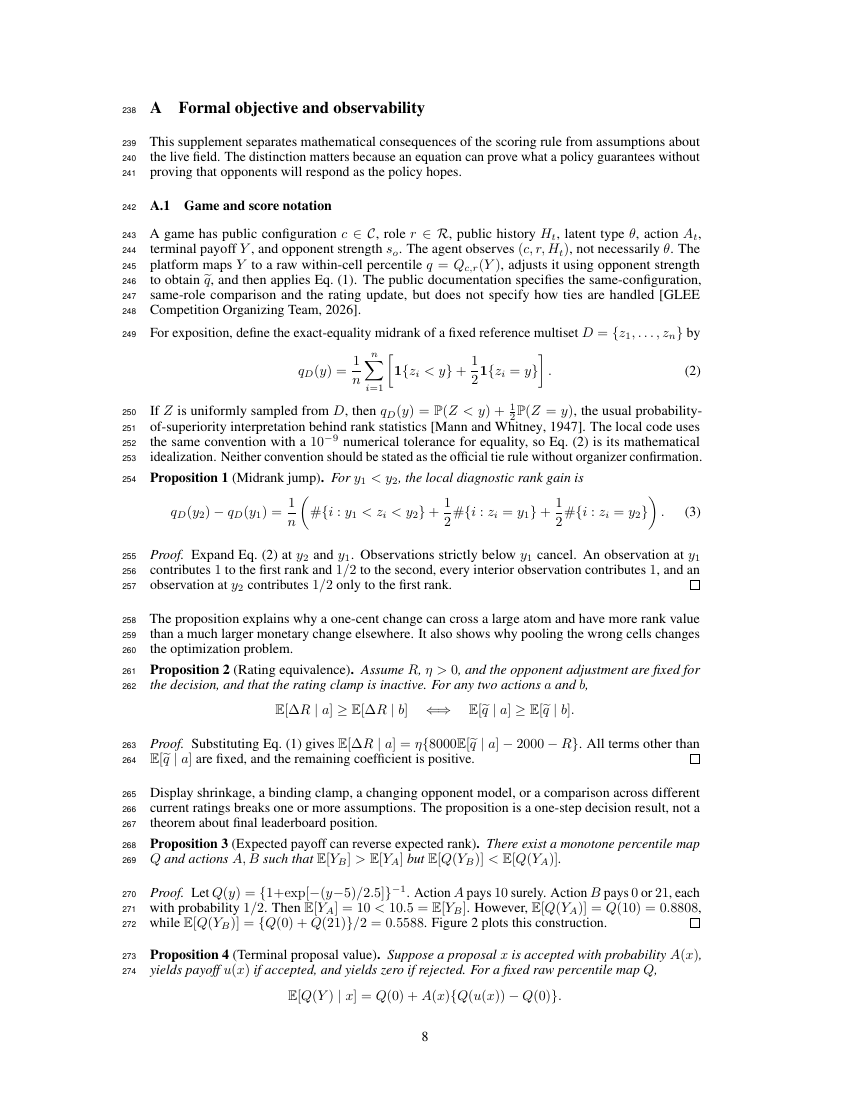 238 A Formal objective and observability
239 This supplement separates mathematical consequences of the scoring rule from assumptions about
240 the live field. The distinction matters because an equation can prove what a policy guarantees without
241 proving that opponents will respond as the policy hopes.
242 A.1 Game and score notation
243 A game has public configuration c ∈ 𝒞, role r ∈ ℛ, public history H_t, latent type θ, action A_t,
244 terminal payoff Y, and opponent strength s_o. The agent observes (c, r, H_t), not necessarily θ. The
245 platform maps Y to a raw within-cell percentile q = Q_{c,r}(Y), adjusts it using opponent strength
246 to obtain q̃, and then applies Eq. (1). The public documentation specifies the same-configuration,
247 same-role comparison and the rating update, but does not specify how ties are handled [GLEE
248 Competition Organizing Team, 2026].
249 For exposition, define the exact-equality midrank of a fixed reference multiset D = {z_1, . . . , z_n} by
q_D(y) = \frac{1}{n} \sum_{i=1}^{n} [ 1{z_i < y} + \frac{1}{2} 1{z_i = y} ] . (2)
250 If Z is uniformly sampled from D, then q_D(y) = ℙ(Z < y) + ½ℙ(Z = y), the usual probability-
251 of-superiority interpretation behind rank statistics [Mann and Whitney, 1947]. The local code uses
252 the same convention with a 10⁻⁹ numerical tolerance for equality, so Eq. (2) is its mathematical
253 idealization. Neither convention should be stated as the official tie rule without organizer confirmation.
254 Proposition 1 (Midrank jump). For y_1 < y_2, the local diagnostic rank gain is
q_D(y_2) − q_D(y_1) = \frac{1}{n} ( #{i : y_1 < z_i < y_2} + \frac{1}{2} #{i : z_i = y_1} + \frac{1}{2} #{i : z_i = y_2} ) . (3)
255 Proof. Expand Eq. (2) at y_2 and y_1. Observations strictly below y_1 cancel. An observation at y_1
256 contributes 1 to the first rank and 1/2 to the second, every interior observation contributes 1, and an
257 observation at y_2 contributes 1/2 only to the first rank. □
258 The proposition explains why a one-cent change can cross a large atom and have more rank value
259 than a much larger monetary change elsewhere. It also shows why pooling the wrong cells changes
260 the optimization problem.
261 Proposition 2 (Rating equivalence). Assume R, η > 0, and the opponent adjustment are fixed for
262 the decision, and that the rating clamp is inactive. For any two actions a and b,
𝔼[ΔR | a] ≥ 𝔼[ΔR | b] ⟺ 𝔼[q̃ | a] ≥ 𝔼[q̃ | b].
263 Proof. Substituting Eq. (1) gives 𝔼[ΔR | a] = η{8000𝔼[q̃ | a] − 2000 − R}. All terms other than
264 𝔼[q̃ | a] are fixed, and the remaining coefficient is positive. □
265 Display shrinkage, a binding clamp, a changing opponent model, or a comparison across different
266 current ratings breaks one or more assumptions. The proposition is a one-step decision result, not a
267 theorem about final leaderboard position.
268 Proposition 3 (Expected payoff can reverse expected rank). There exist a monotone percentile map
269 Q and actions A, B such that 𝔼[Y_B] > 𝔼[Y_A] but 𝔼[Q(Y_B)] < 𝔼[Q(Y_A)].
270 Proof. Let Q(y) = {1+exp[−(y−5)/2.5]}⁻¹. Action A pays 10 surely. Action B pays 0 or 21, each
271 with probability 1/2. Then 𝔼[Y_A] = 10 < 10.5 = 𝔼[Y_B]. However, 𝔼[Q(Y_A)] = Q(10) = 0.8808,
272 while 𝔼[Q(Y_B)] = {Q(0) + Q(21)}/2 = 0.5588. Figure 2 plots this construction. □
273 Proposition 4 (Terminal proposal value). Suppose a proposal x is accepted with probability A(x),
274 yields payoff u(x) if accepted, and yields zero if rejected. For a fixed raw percentile map Q,
𝔼[Q(Y) | x] = Q(0) + A(x){Q(u(x)) − Q(0)}.
8